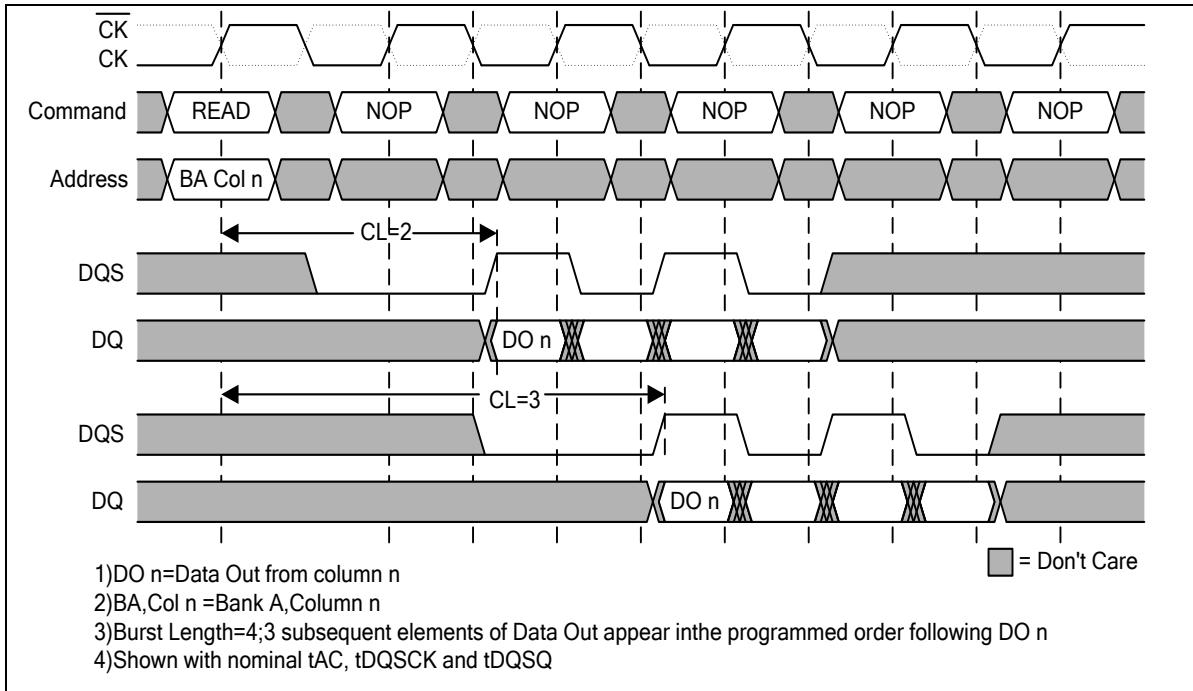 CK
CK
Command READ NOP NOP NOP NOP NOP
Address BA Col n
CL=2
DQS
DQ DO n
CL=3
DQS
DQ DO n
= Don't Care
1)DO n=Data Out from column n
2)BA,Col n =Bank A,Column n
3)Burst Length=4;3 subsequent elements of Data Out appear inthe programmed order following DO n
4)Shown with nominal tAC, tDQSCK and tDQSQ